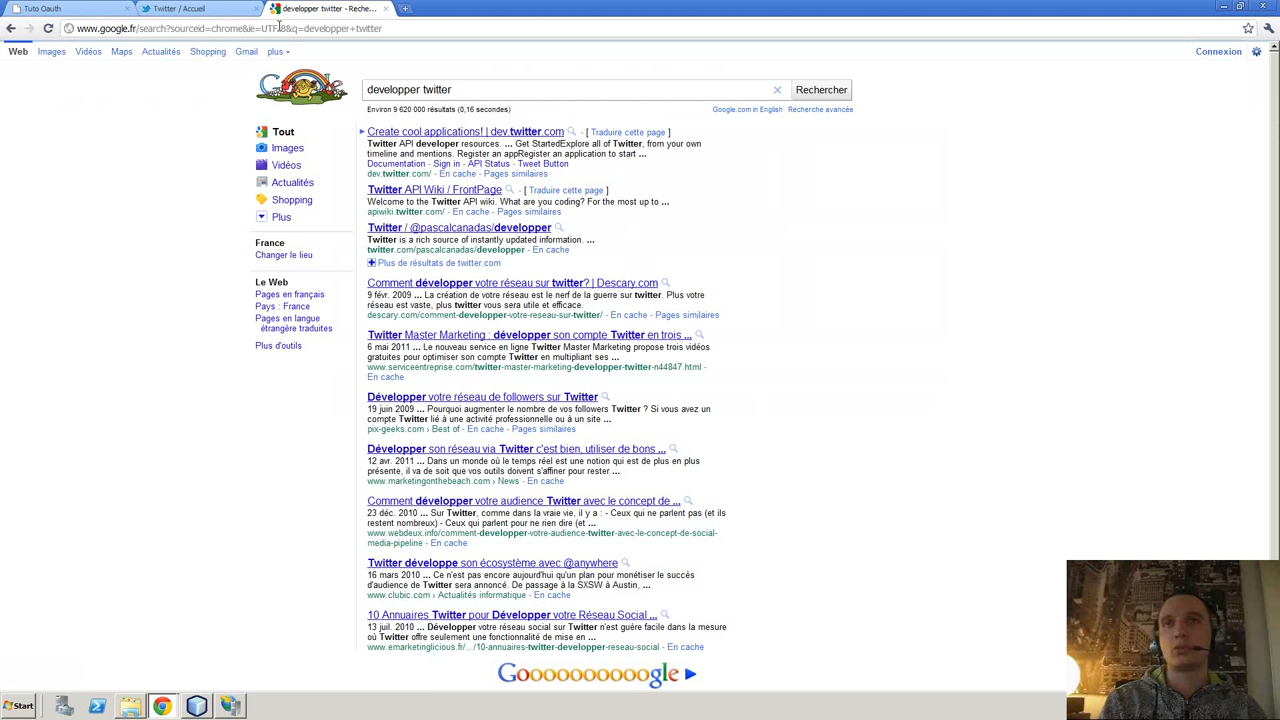 Tuto Oauth
Twitter / Accueil
developper twitter - Reche...
www.google.fr/search?sourceid=chrome&ie=UTF-8&q=developper+twitter
Web Images Vidéos Maps Actualités Shopping Gmail plus
Connexion
developper twitter
Rechercher
Environ 9 620 000 résultats (0,16 secondes)
Google.com in English Recherche avancée
Tout
Images
Vidéos
Actualités
Shopping
Plus
France
Changer le lieu
Le Web
Pages en français
Pays : France
Pages en langue
étrangère traduites
Plus d'outils
Create cool applications! | dev.twitter.com - [ Traduire cette page ]
Twitter API developer resources. ... Get StartedExplore all of Twitter, from your own
timeline and mentions. Register an appRegister an application to start ...
Documentation - Sign in - API Status - Tweet Button
dev.twitter.com/ - En cache - Pages similaires
Twitter API Wiki / FrontPage - [ Traduire cette page ]
Welcome to the Twitter API wiki. What are you coding? For the most up to ...
apiwiki.twitter.com/ - En cache - Pages similaires
Twitter / @pascalcanadas/developper
Twitter is a rich source of instantly updated information. ...
twitter.com/pascalcanadas/developper - En cache
Plus de résultats de twitter.com
Comment développer votre réseau sur twitter? | Descary.com
9 févr. 2009 ... La création de votre réseau est le nerf de la guerre sur twitter. Plus votre
réseau est vaste, plus twitter vous sera utile et efficace.
descary.com/comment-developper-votre-reseau-sur-twitter/ - En cache - Pages similaires
Twitter Master Marketing : développer son compte Twitter en trois ...
6 mai 2011 ... Le nouveau service en ligne Twitter Master Marketing propose trois vidéos
gratuites pour optimiser son compte Twitter en multipliant ses ...
www.serviceentreprise.com/twitter-master-marketing-developper-twitter-n44847.html -
En cache
Développer votre réseau de followers sur Twitter
19 juin 2009 ... Pourquoi augmenter le nombre de vos followers Twitter ? Si vous avez un
compte Twitter lié à une activité professionnelle ou à un site ...
pix-geeks.com › Best of - En cache - Pages similaires
Développer son réseau via Twitter c'est bien, utiliser de bons ...
12 avr. 2011 ... Dans un monde où le temps réel est une notion qui est de plus en plus
présente, il va de soit que vos outils doivent s'affiner pour rester ...
www.marketingonthebeach.com › News - En cache
Comment développer votre audience Twitter avec le concept de ...
23 déc. 2010 ... Sur Twitter, comme dans la vraie vie, il y a : - Ceux qui ne parlent pas (et ils
restent nombreux) - Ceux qui parlent pour ne rien dire (et ...
www.webdeux.info/comment-developper-votre-audience-twitter-avec-le-concept-de-social-
media-pipeline - En cache
Twitter développe son écosystème avec @anywhere
16 mars 2010 ... Ce n'est pas encore aujourd'hui qu'un plan pour monétiser le succès
d'audience de Twitter sera annoncé. De passage à la SXSW à Austin, ...
www.clubic.com › Actualités informatique - En cache
10 Annuaires Twitter pour Développer votre Réseau Social ...
13 juil. 2010 ... Développer votre réseau social sur Twitter n'est guère facile dans la mesure
où Twitter offre seulement une fonctionnalité de mise en ...
www.emarketinglicious.fr/.../10-annuaires-twitter-developper-reseau-social - En cache
Goooooooooogle
Start